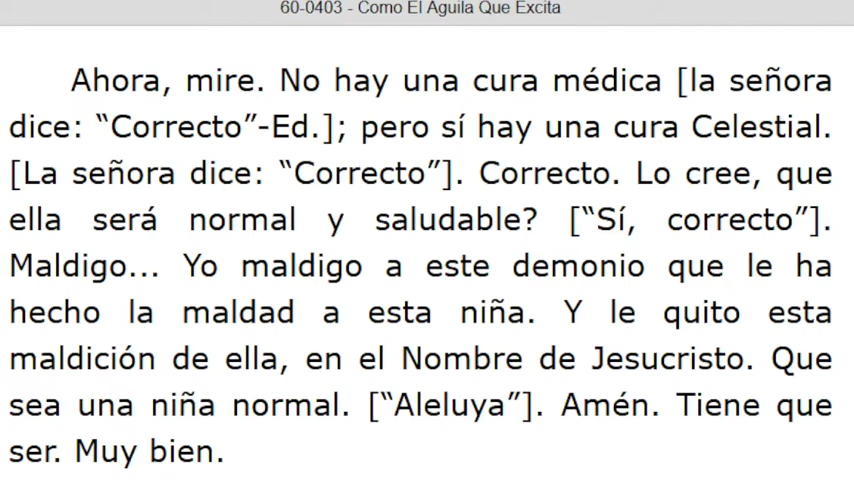 60-0403 - Como El Aguila Que Excita
Ahora, mire. No hay una cura médica [la señora
dice: “Correcto”-Ed.]; pero sí hay una cura Celestial.
[La señora dice: “Correcto”]. Correcto. Lo cree, que
ella será normal y saludable? [“Sí, correcto”].
Maldigo... Yo maldigo a este demonio que le ha
hecho la maldad a esta niña. Y le quito esta
maldición de ella, en el Nombre de Jesucristo. Que
sea una niña normal. [“Aleluya”]. Amén. Tiene que
ser. Muy bien.